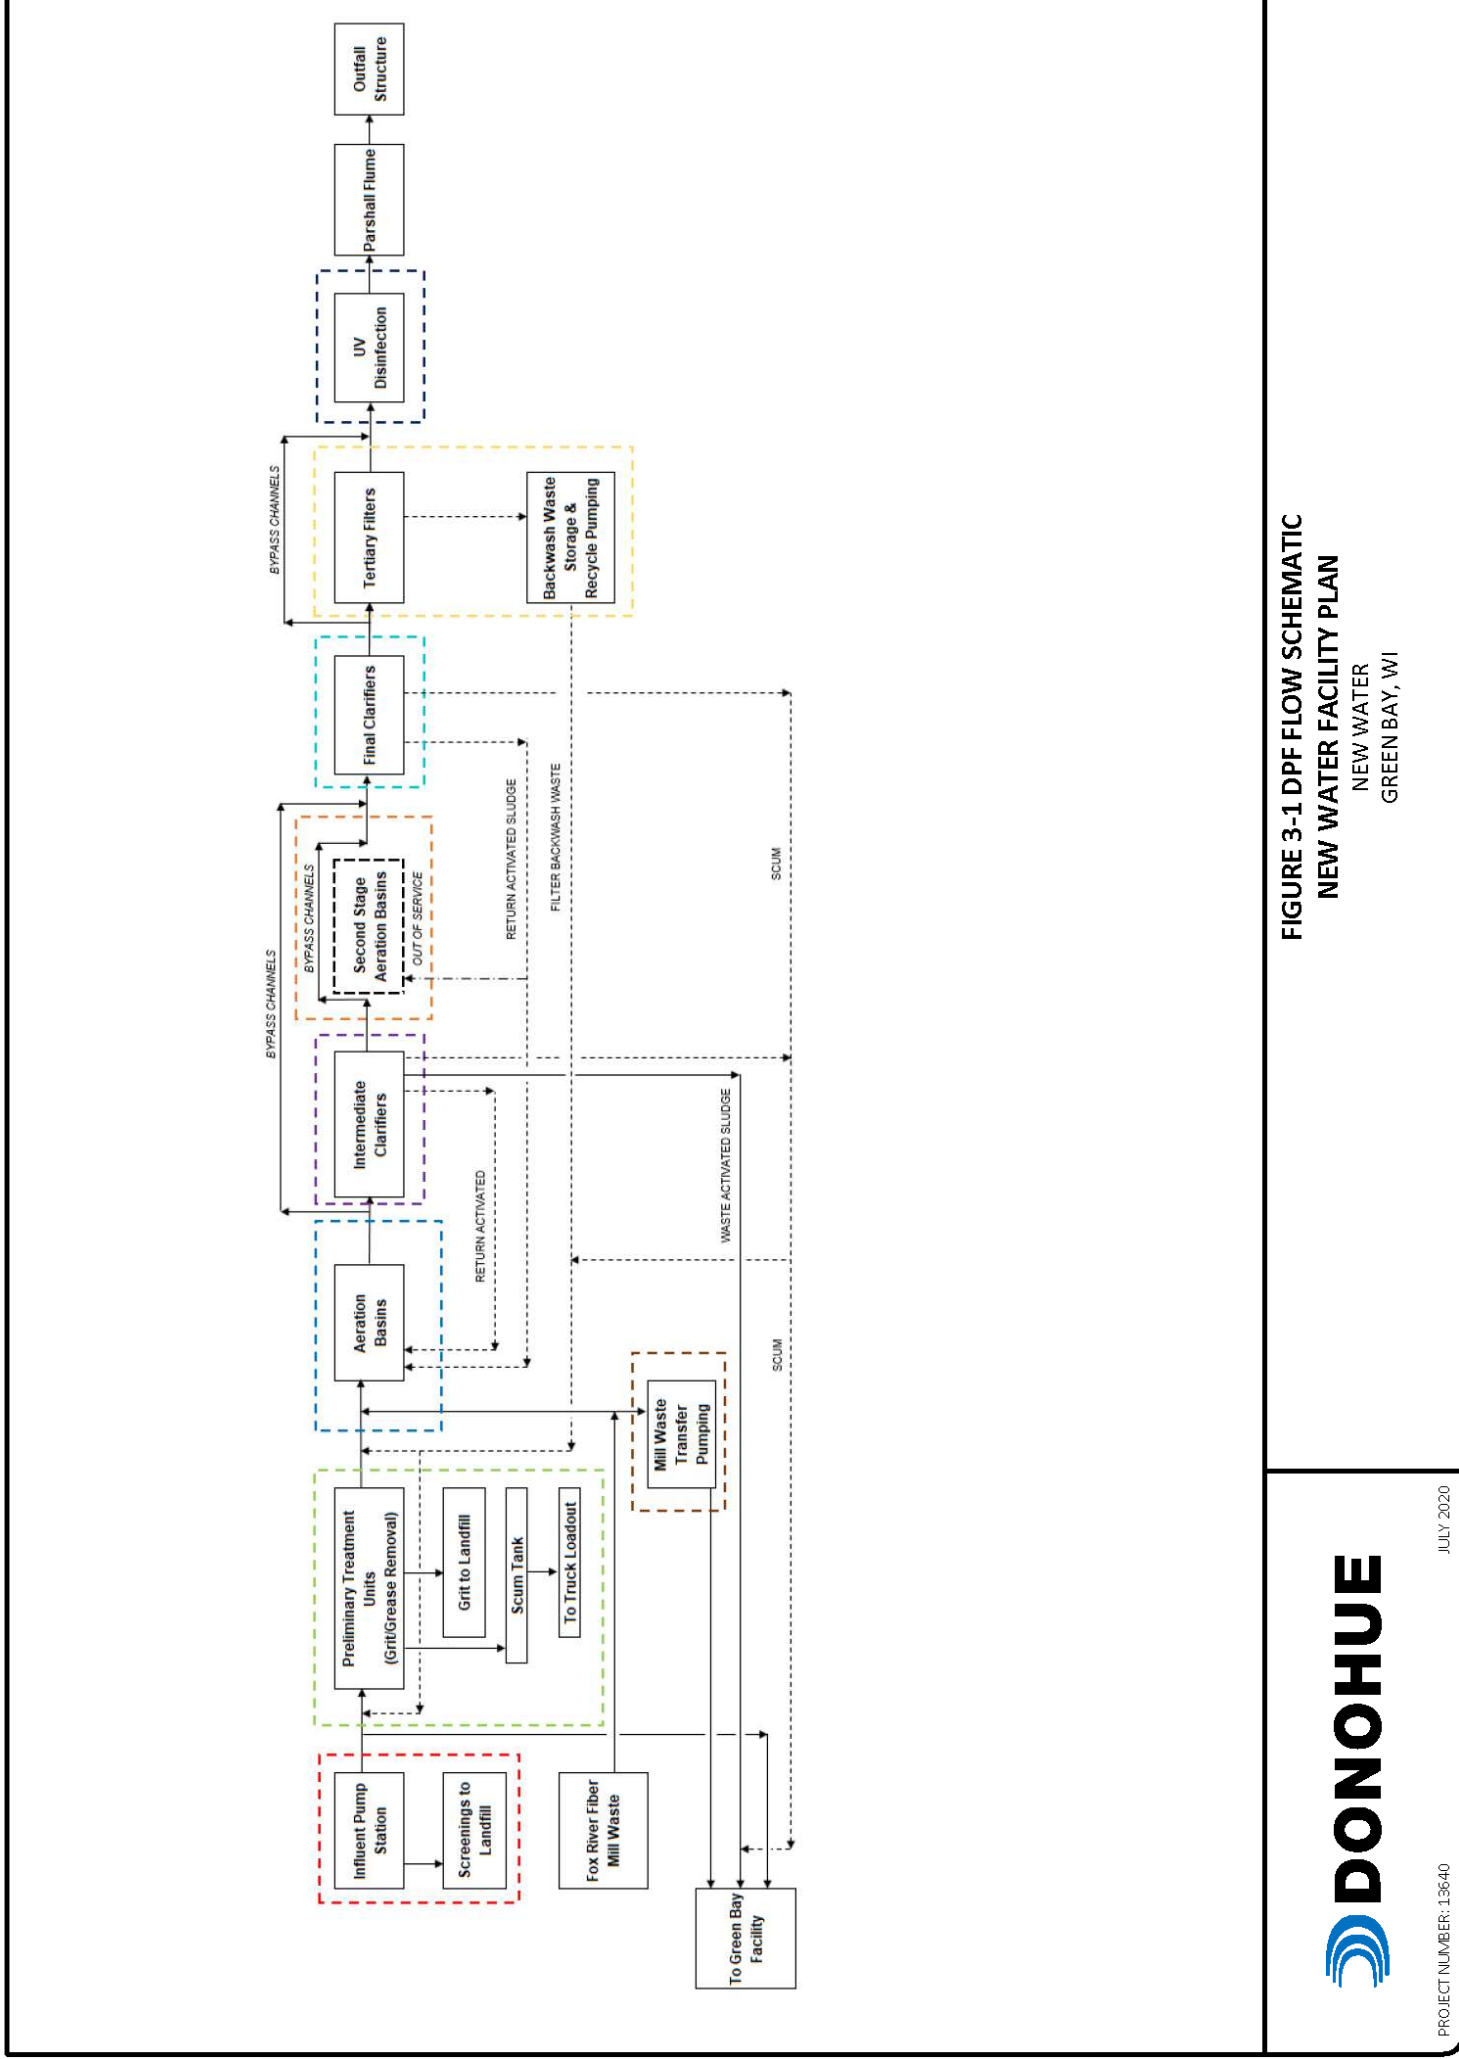 BYPASS CHANNELS
BYPASS CHANNELS
BYPASS CHANNELS
Influent Pump
Station
Screenings to
Landfill
Preliminary Treatment
Units
(Grit/Grease Removal)
Grit to Landfill
Scum Tank
To Truck Loadout
Aeration
Basins
Intermediate
Clarifiers
Second Stage
Aeration Basins
OUT OF SERVICE
Final Clarifiers
Tertiary Filters
Backwash Waste
Storage &
Recycle Pumping
UV
Disinfection
Parshall Flume
Outfall
Structure
RETURN ACTIVATED
RETURN ACTIVATED SLUDGE
FILTER BACKWASH WASTE
Fox River Fiber
Mill Waste
Mill Waste
Transfer
Pumping
WASTE ACTIVATED SLUDGE
SCUM
SCUM
To Green Bay
Facility
DONOHUE
PROJECT NUMBER: 13640
JULY 2020
FIGURE 3-1 DPF FLOW SCHEMATIC
NEW WATER FACILITY PLAN
NEW WATER
GREEN BAY, WI